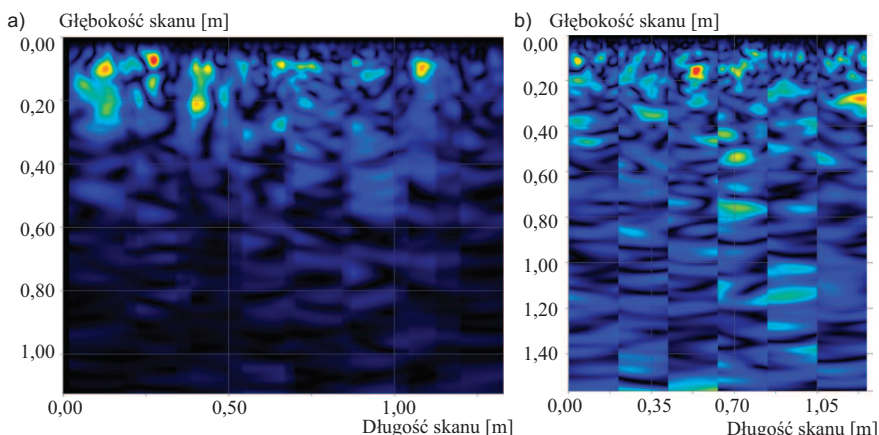 a) Głębokość skanu [m]
0,00
0,20
0,40
0,60
0,80
1,00
0,00 0,50 1,00
Długość skanu [m]
b) Głębokość skanu [m]
0,00
0,20
0,40
0,60
0,80
1,00
1,20
1,40
0,00 0,35 0,70 1,05
Długość skanu [m]